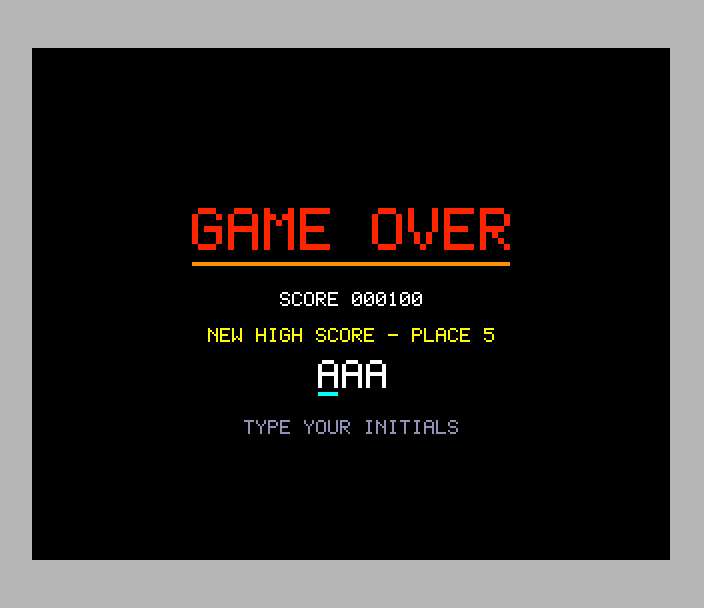 GAME OVER
SCORE 000100
NEW HIGH SCORE - PLACE 5
AAA
TYPE YOUR INITIALS